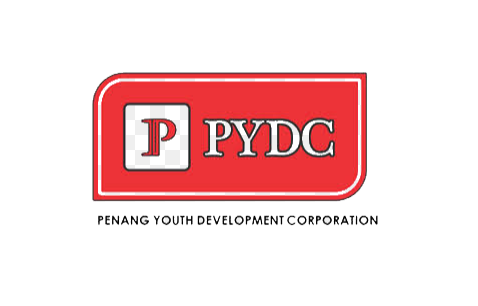 P PYDC
PENANG YOUTH DEVELOPMENT CORPORATION